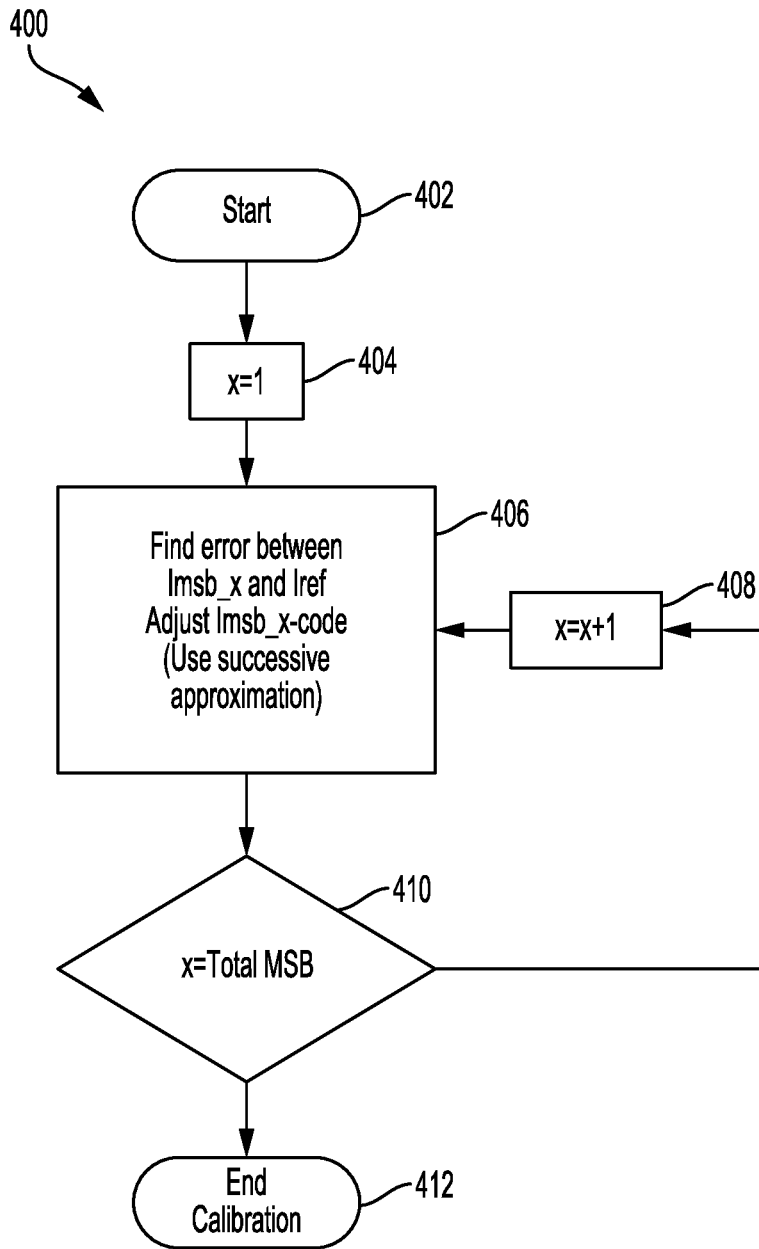 400
Start
402
x=1
404
Find error between
Imsb_x and Iref
Adjust Imsb_x-code
(Use successive
approximation)
406
x=x+1
408
x=Total MSB
410
End
Calibration
412